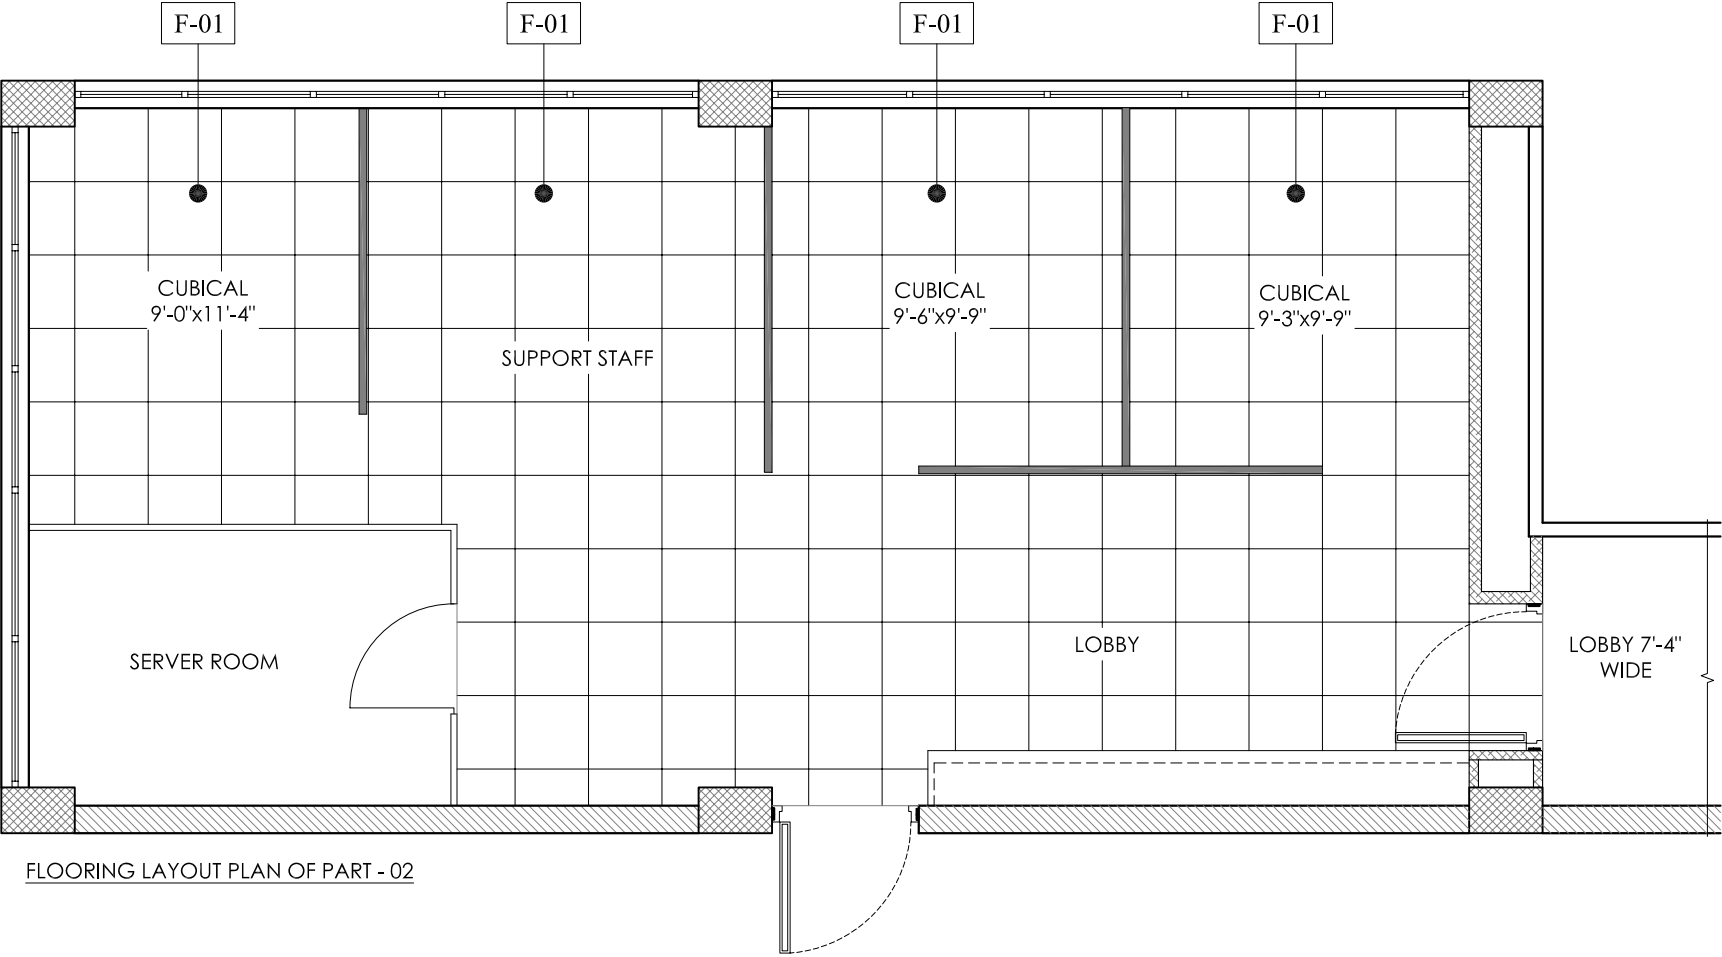 F-01
F-01
F-01
F-01
CUBICAL
9'-0"x11'-4"
CUBICAL
9'-6"x9'-9"
CUBICAL
9'-3"x9'-9"
SUPPORT STAFF
SERVER ROOM
LOBBY
LOBBY 7'-4"
WIDE
FLOORING LAYOUT PLAN OF PART - 02